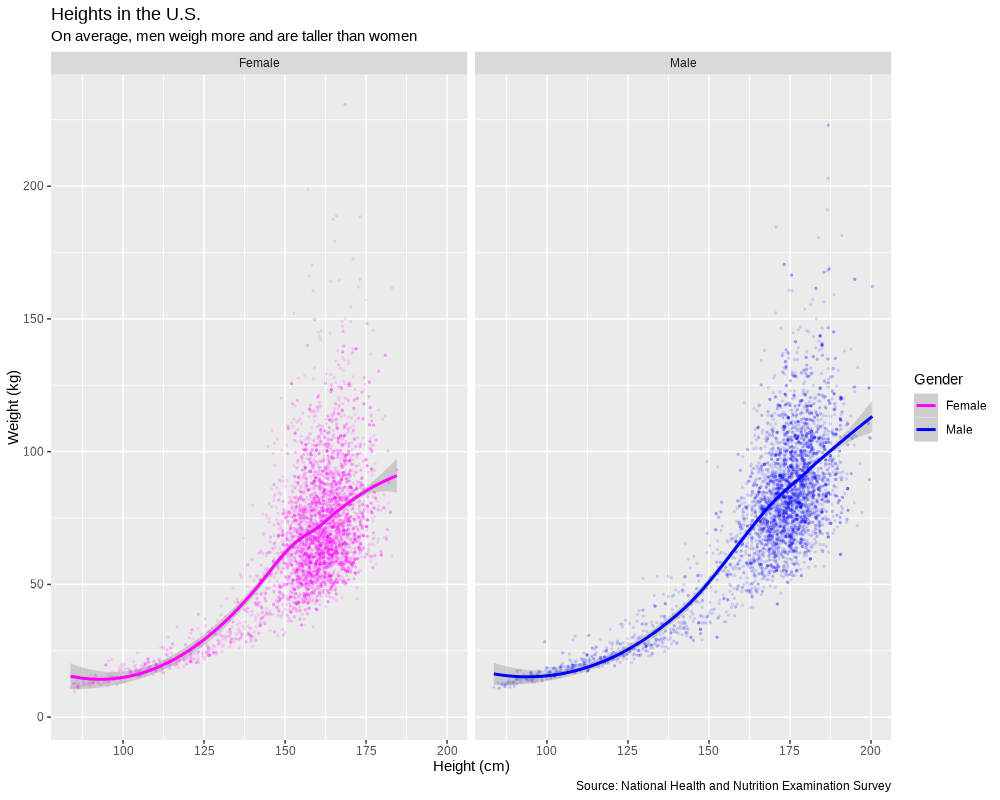 Heights in the U.S.
On average, men weigh more and are taller than women
Female Male
200
150
100
50
0
Weight (kg)
100 125 150 175 200 100 125 150 175 200
Height (cm)
Gender
Female
Male
Source: National Health and Nutrition Examination Survey